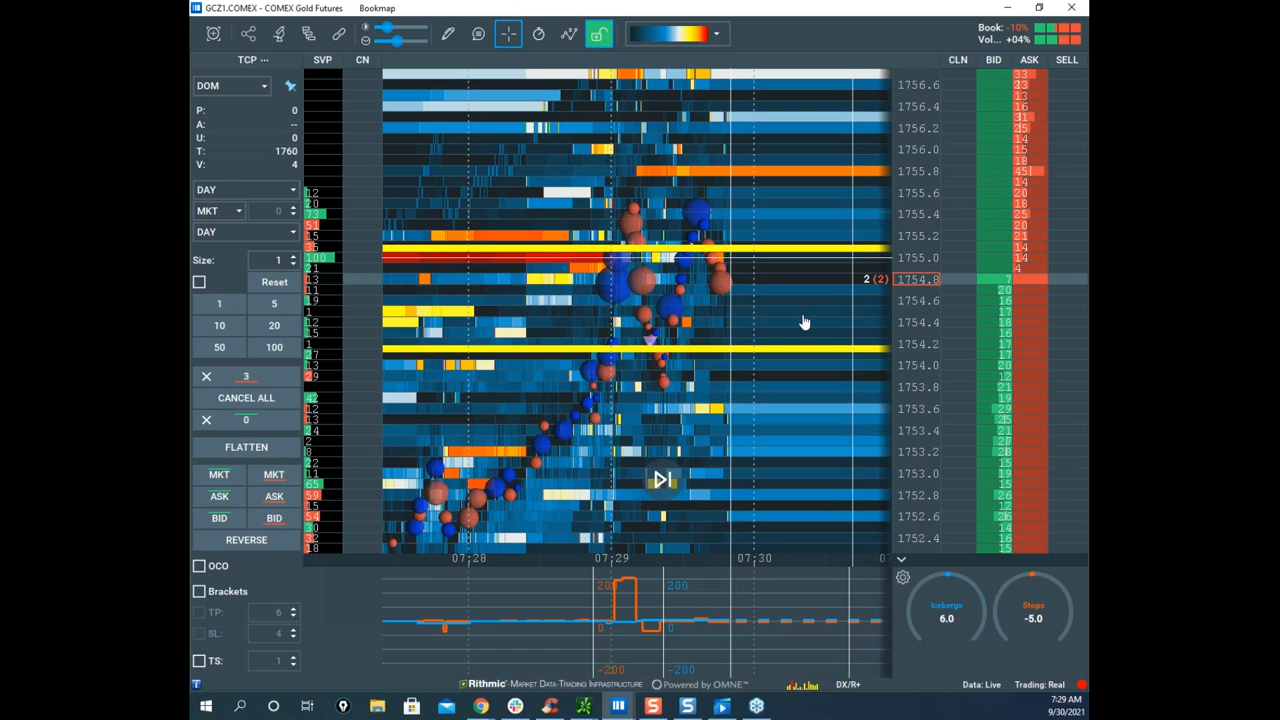 GCZ1.COMEX - COMEX Gold Futures Bookmap
Book: -10%
Vol... +04%
TCP ... SVP CN CLN BID ASK SELL
DOM
P: 0
A: --
U: 0
T: 1760
V: 4
DAY
MKT 0
DAY
Size: 1
Reset
1 5
10 20
50 100
3
CANCEL ALL
0
FLATTEN
MKT MKT
ASK ASK
BID BID
REVERSE
OCO
Brackets
TP: 6
SL: 4
TS: 1
1756.6
1756.4
1756.2
1756.0
1755.8
1755.6
1755.4
1755.2
1755.0
2 (2) 1754.8
1754.6
1754.4
1754.2
1754.0
1753.8
1753.6
1753.4
1753.2
1753.0
1752.8
1752.6
1752.4
07:28 07:29 07:30
200
0 0
-200 -200
Icebergs
6.0
Stops
-5.0
Rithmic Market Data-Trading Infrastructure Powered by OMNE™ DX/R+ Data: Live Trading: Real
7:29 AM
9/30/2021